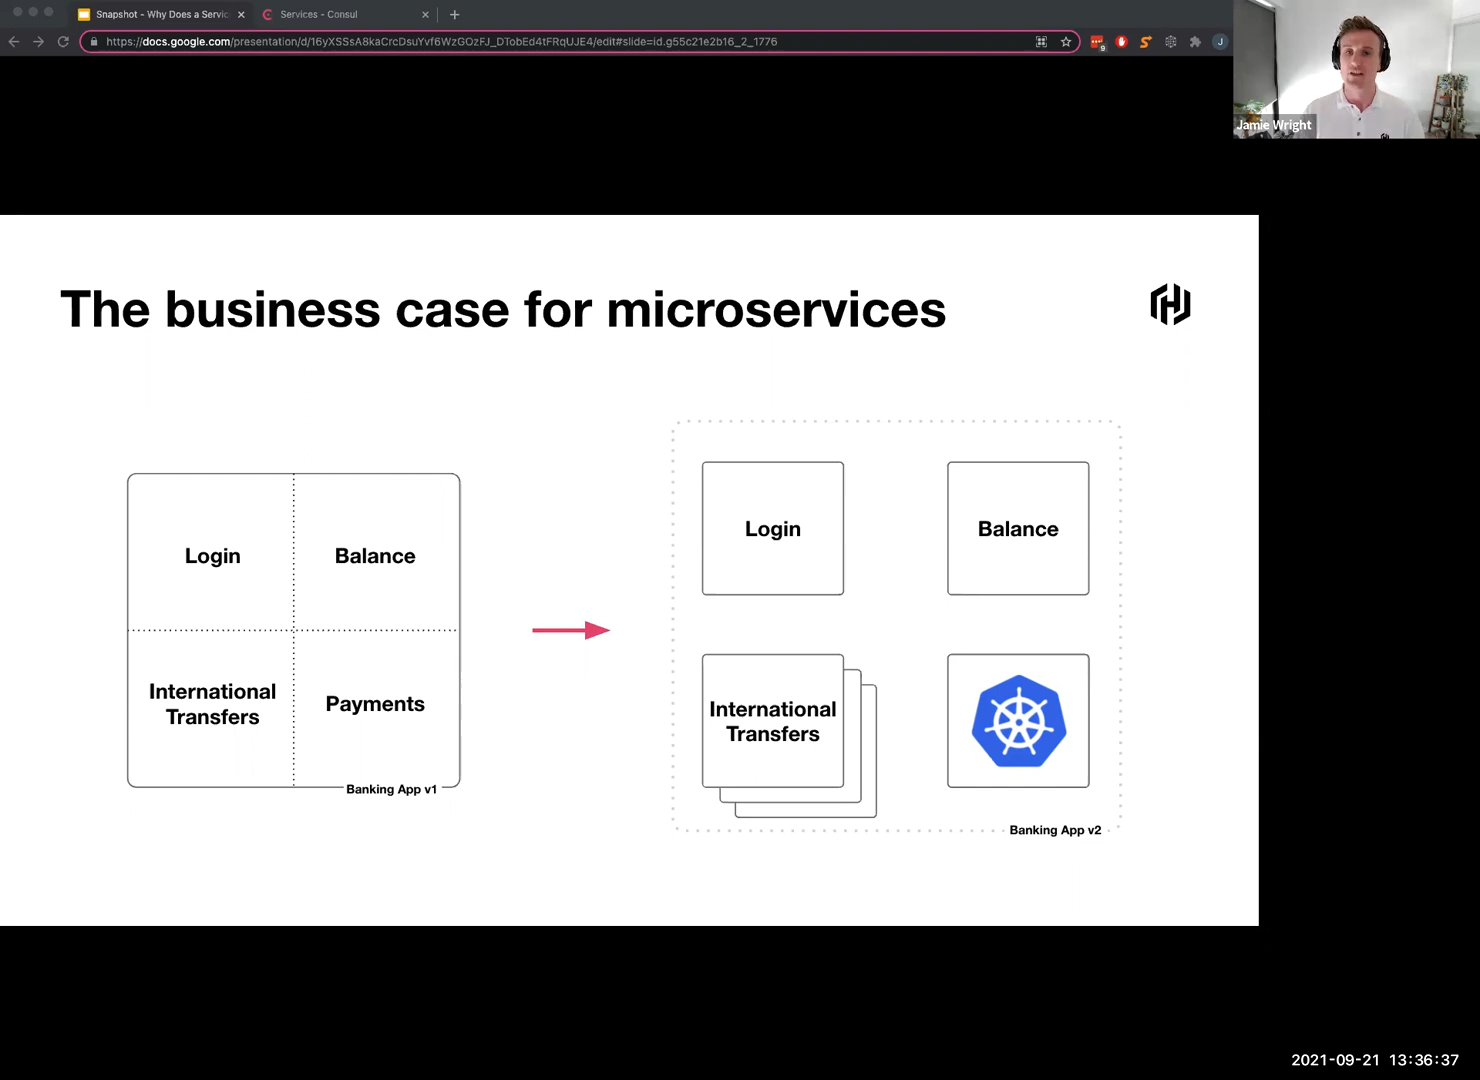 Snapshot - Why Does a Servic
Services - Consul
https://docs.google.com/presentation/d/16yXSSsA8kaCrcDsuYvf6WzGOzFJ_DTobEd4tFRqUJE4/edit#slide=id.g55c21e2b16_2_1776
9
J
Jamie Wright
The business case for microservices
Login
Balance
International
Transfers
Payments
Banking App v1
Login
Balance
International
Transfers
Banking App v2
2021-09-21 13:36:37